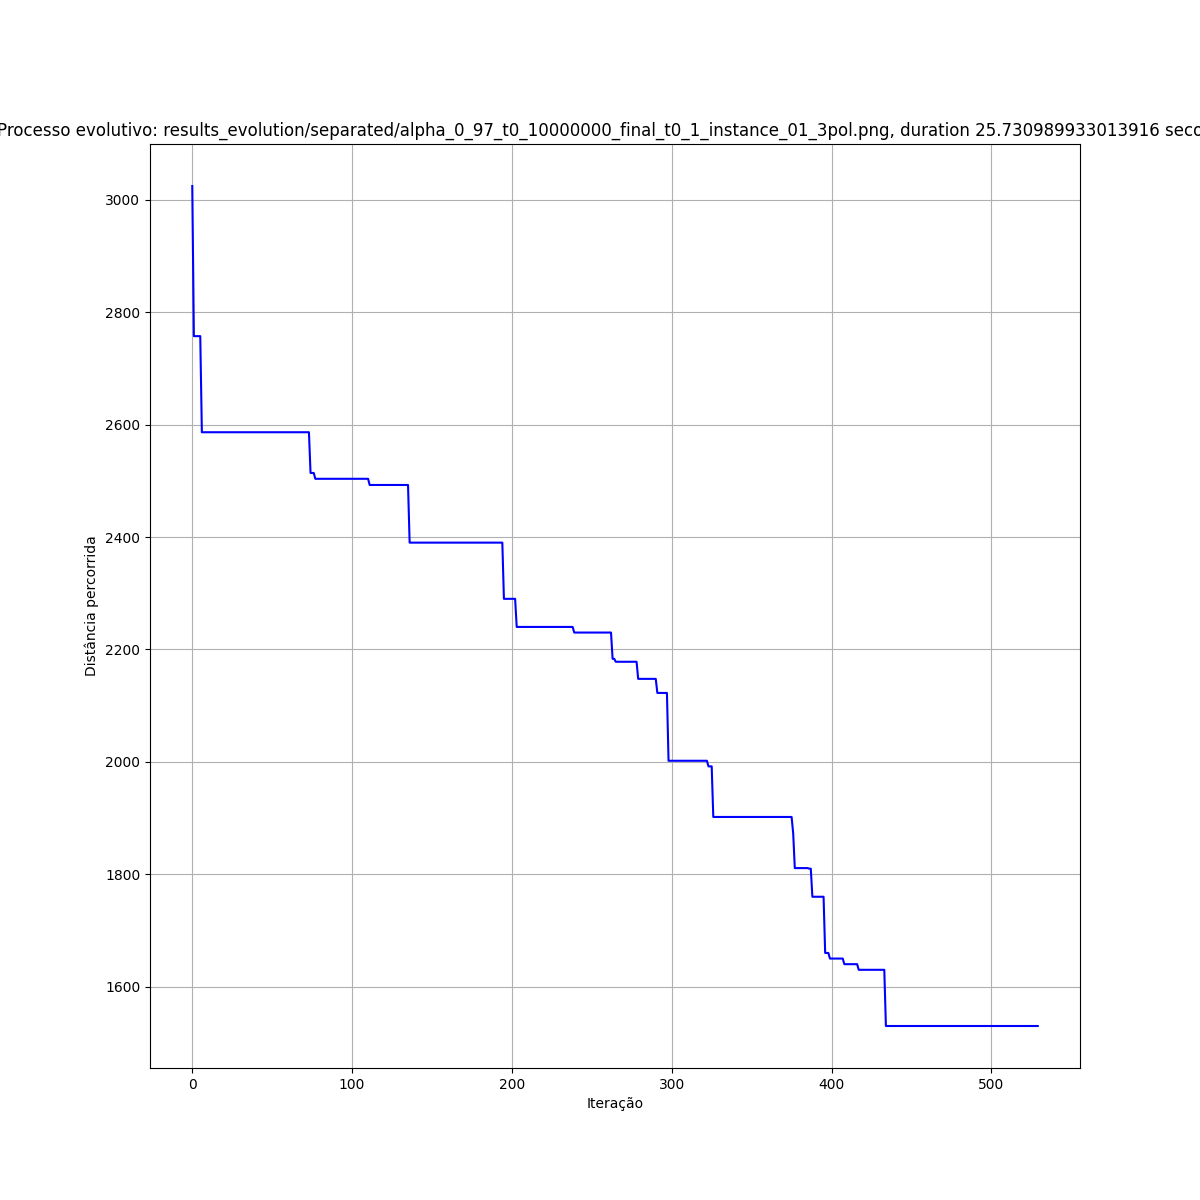 Processo evolutivo: results_evolution/separated/alpha_0_97_t0_10000000_final_t0_1_instance_01_3pol.png, duration 25.730989933013916 seco
3000
2800
2600
2400
2200
2000
1800
1600
Distância percorrida
0 100 200 300 400 500
Iteração